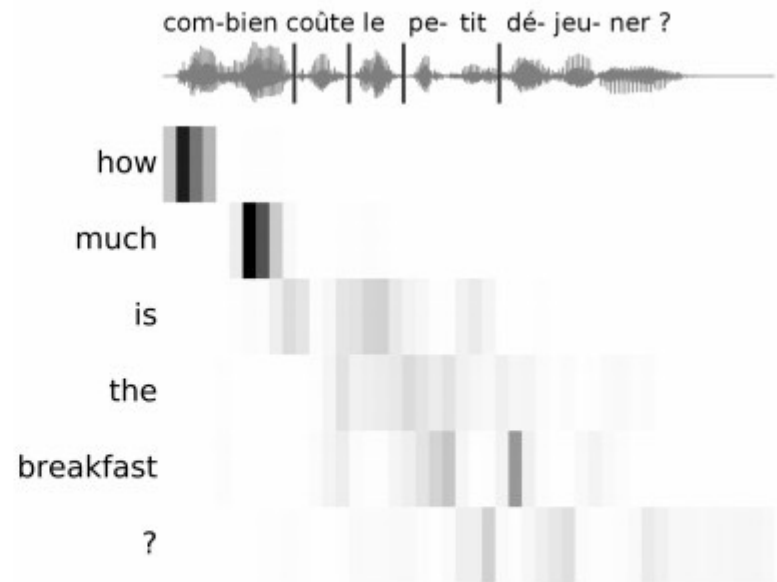 com-bien coûte le pe- tit dé- jeu- ner ?
how
much
is
the
breakfast
?